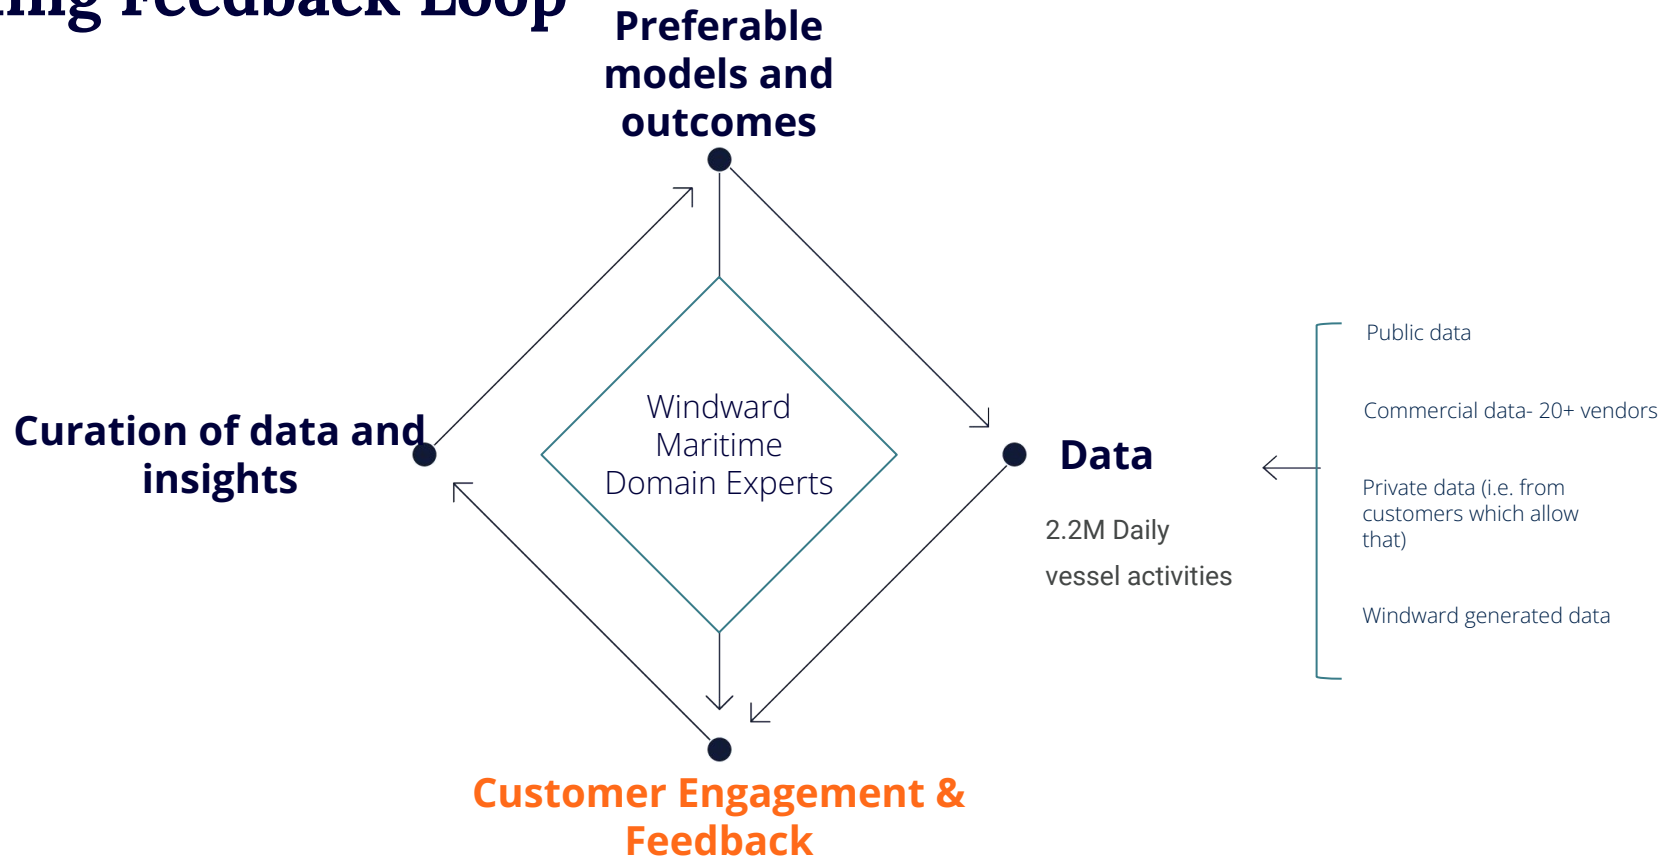 Feedback Loop
Preferable
models and
outcomes
Curation of data and
insights
Windward
Maritime
Domain Experts
Data
2.2M Daily
vessel activities
Public data
Commercial data- 20+ vendors
Private data (i.e. from
customers which allow
that)
Windward generated data
Customer Engagement &
Feedback